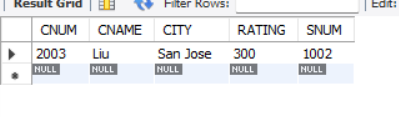 Result Grid Filter Rows: Edit:
CNUM CNAME CITY RATING SNUM
2003 Liu San Jose 300 1002
NULL NULL NULL NULL NULL